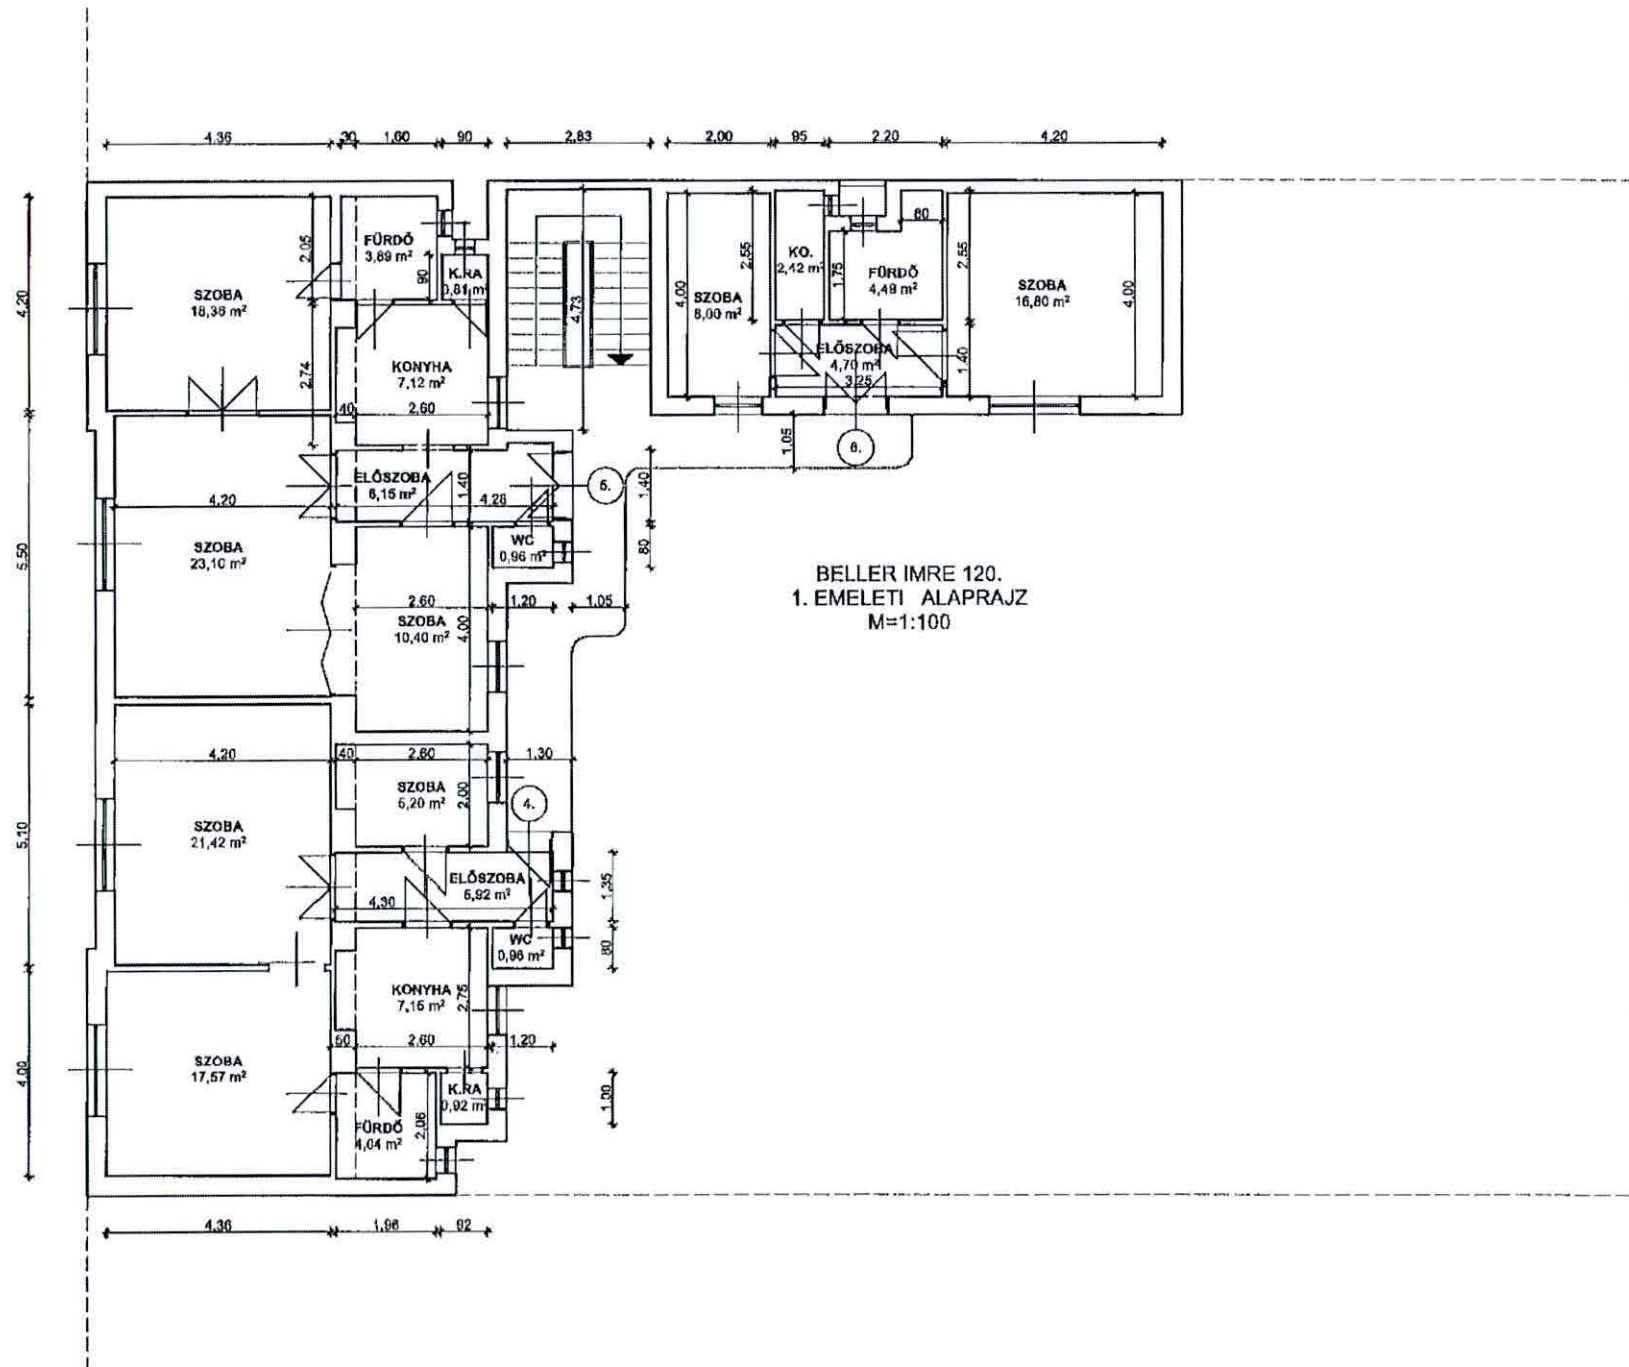 4,36
30
1,60
90
2,83
2,00
95
2,20
4,20
4,20
2,05
FÜRDŐ
3,69 m²
90
K.RA
0,81 m²
SZOBA
18,36 m²
2,74
KONYHA
7,12 m²
40
2,60
4,73
4,00
SZOBA
8,00 m²
2,55
KO.
2,42 m²
1,75
80
FÜRDŐ
4,48 m²
2,55
SZOBA
16,80 m²
4,00
ELŐSZOBA
4,70 m²
3,25
1,40
1,05
6.
ELŐSZOBA
6,15 m²
1,40
4,28
5.
1,40
4,20
SZOBA
23,10 m²
5,50
WC
0,96 m²
80
2,60
1,20
1,05
SZOBA
10,40 m²
4,00
BELLER IMRE 120.
1. EMELETI ALAPRAJZ
M=1:100
4,20
40
2,60
1,30
SZOBA
5,20 m²
2,00
4.
SZOBA
21,42 m²
5,10
ELŐSZOBA
5,92 m²
4,30
1,35
WC
0,96 m²
80
KONYHA
7,15 m²
2,75
50
2,60
1,20
SZOBA
17,57 m²
4,00
K.RA
0,92 m²
1,00
FÜRDŐ
4,04 m²
2,06
4,36
1,96
92